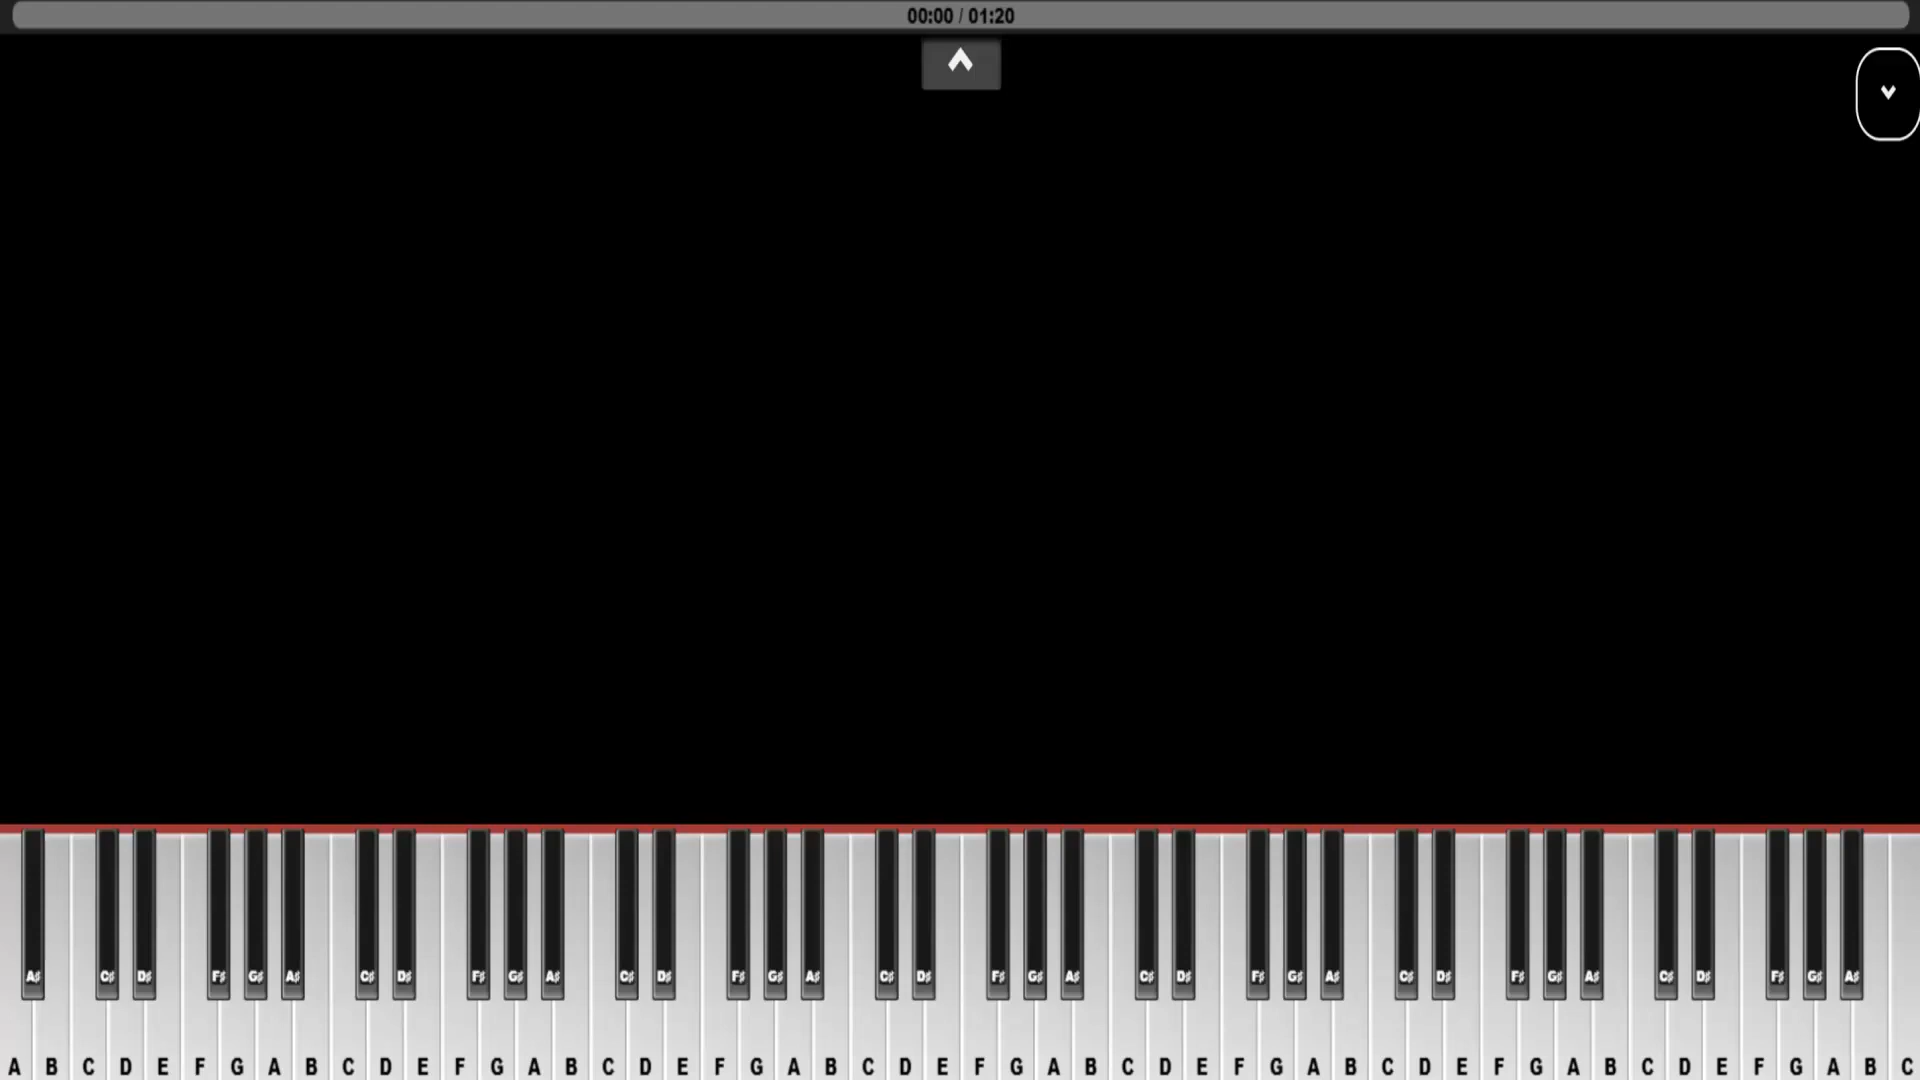 00:00 / 01:20
A♯ C♯ D♯ F♯ G♯ A♯ C♯ D♯ F♯ G♯ A♯ C♯ D♯ F♯ G♯ A♯ C♯ D♯ F♯ G♯ A♯ C♯ D♯ F♯ G♯ A♯ C♯ D♯ F♯ G♯ A♯ C♯ D♯ F♯ G♯ A♯
A B C D E F G A B C D E F G A B C D E F G A B C D E F G A B C D E F G A B C D E F G A B C D E F G A B C